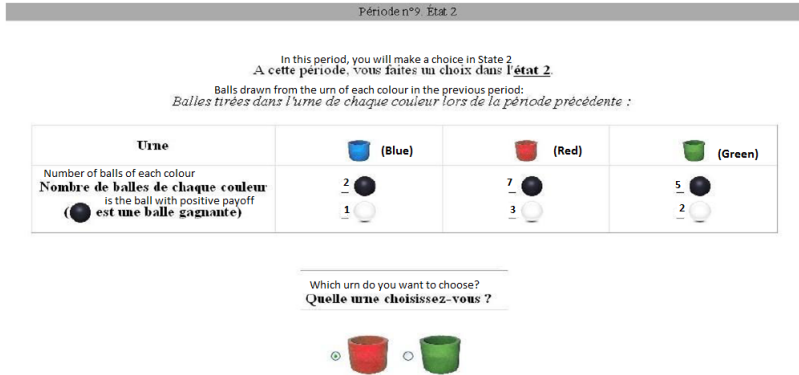 Période n°9. État 2
In this period, you will make a choice in State 2
A cette période, vous faites un choix dans l'état 2.
Balls drawn from the urn of each colour in the previous period:
Balles tirées dans l'urne de chaque couleur lors de la période précédente :
Urne (Blue) (Red) (Green)
Number of balls of each colour
Nombre de balles de chaque couleur 2 7 5
is the ball with positive payoff
( est une balle gagnante) 1 3 2
Which urn do you want to choose?
Quelle urne choisissez-vous ?